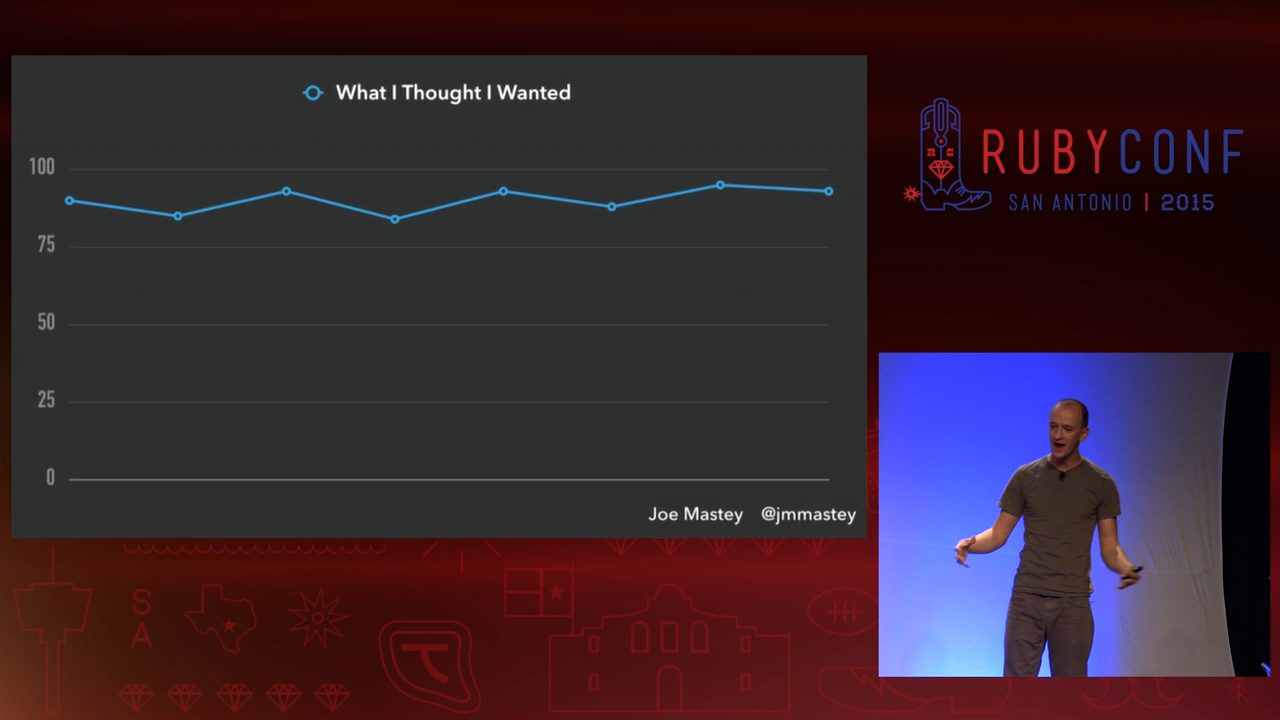 What I Thought I Wanted
100
75
50
25
0
Joe Mastey @jmmastey
RUBYCONF
SAN ANTONIO | 2015
S
A